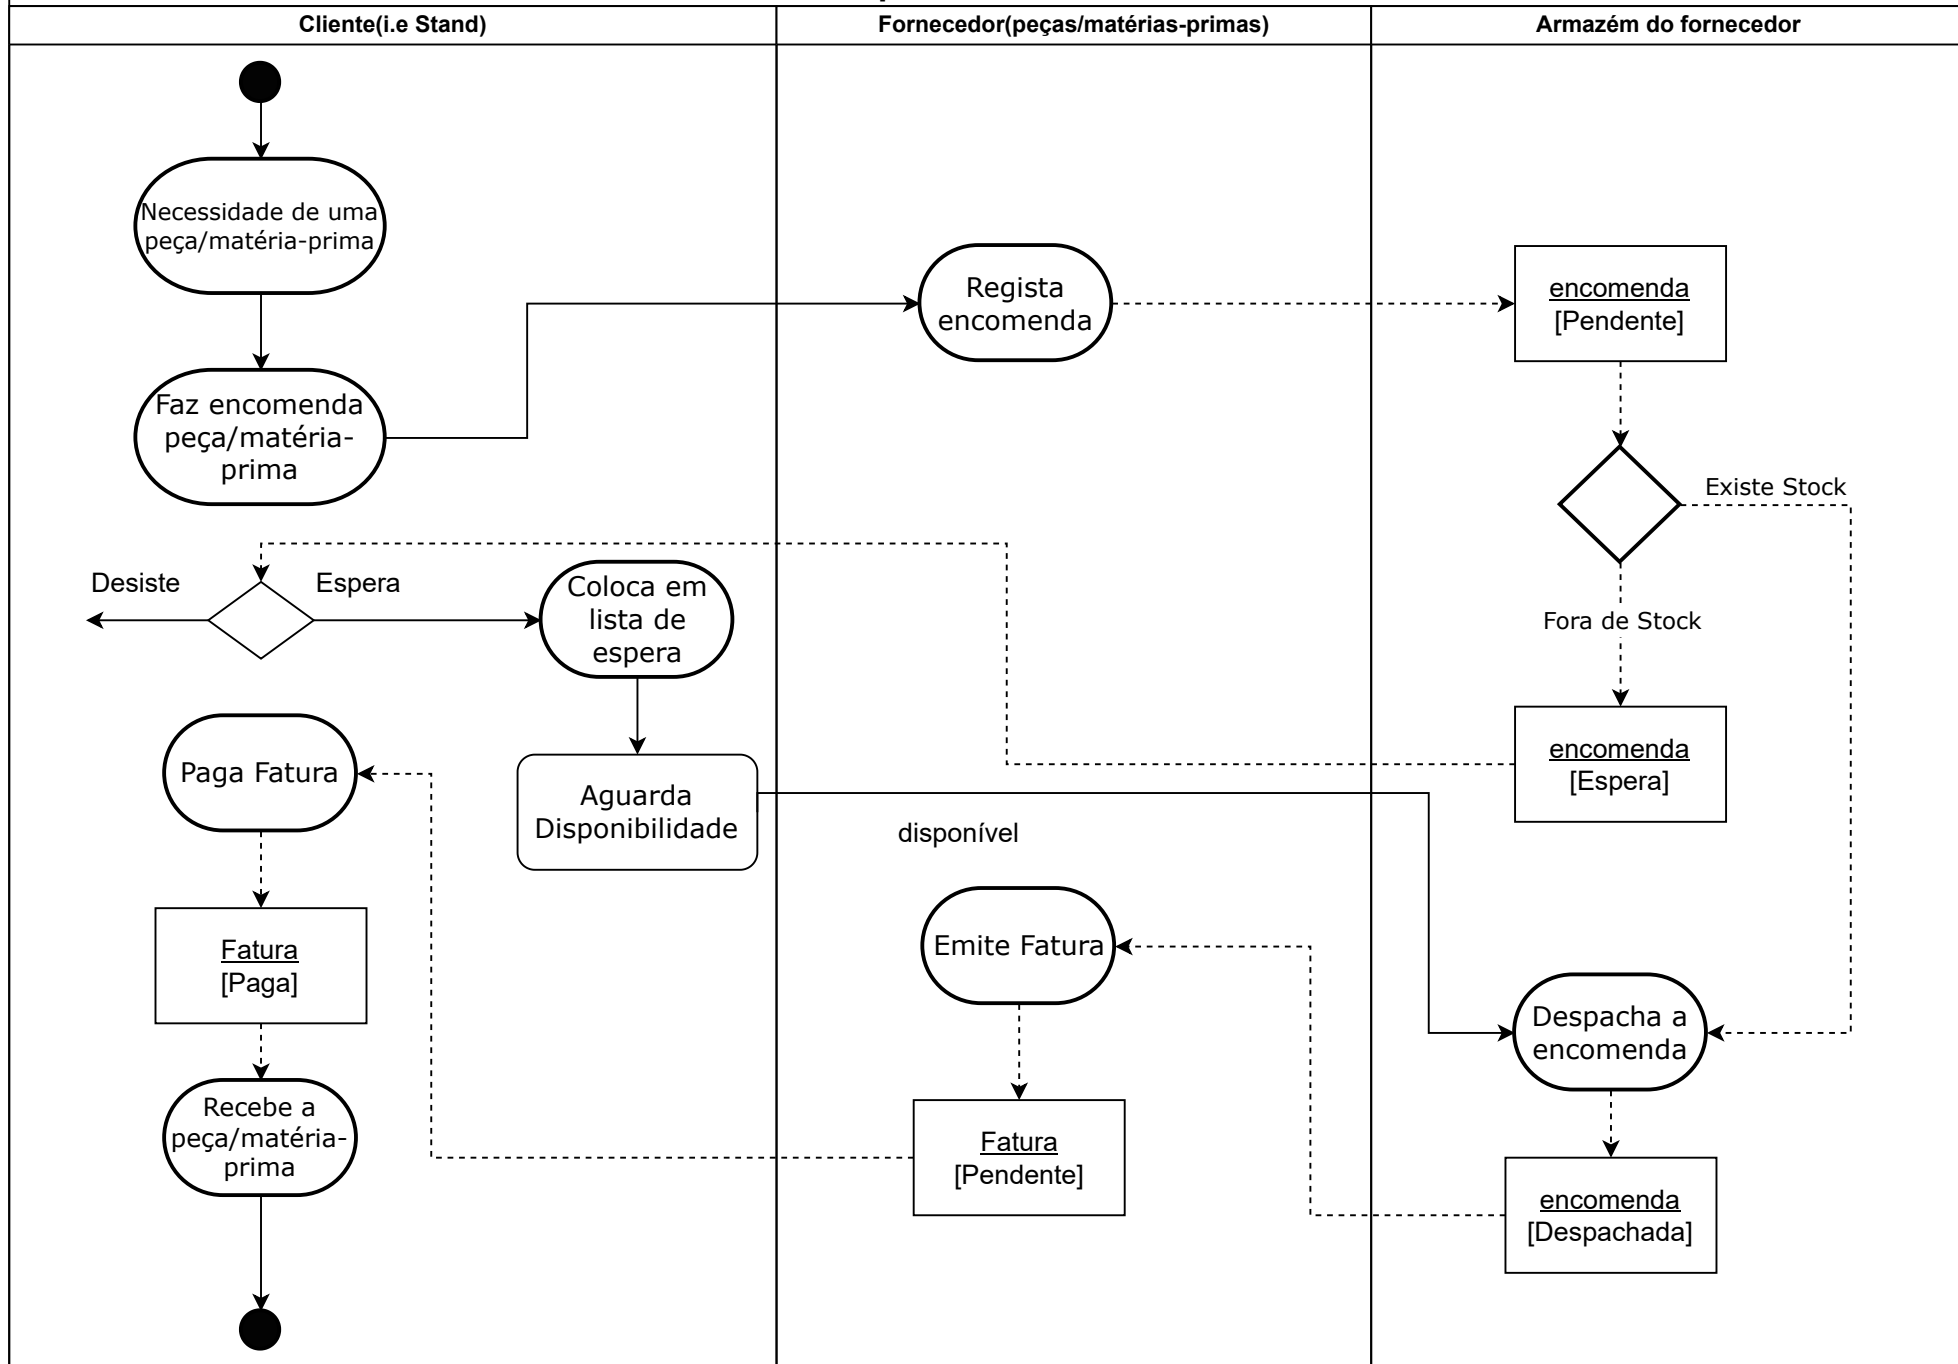 Cliente(i.e Stand)
Fornecedor(peças/matérias-primas)
Armazém do fornecedor
Necessidade de uma
peça/matéria-prima
Regista
encomenda
encomenda
[Pendente]
Faz encomenda
peça/matéria-
prima
Existe Stock
Desiste
Espera
Coloca em
lista de
espera
Fora de Stock
Paga Fatura
Aguarda
Disponibilidade
encomenda
[Espera]
disponível
Fatura
[Paga]
Emite Fatura
Despacha a
encomenda
Recebe a
peça/matéria-
prima
Fatura
[Pendente]
encomenda
[Despachada]